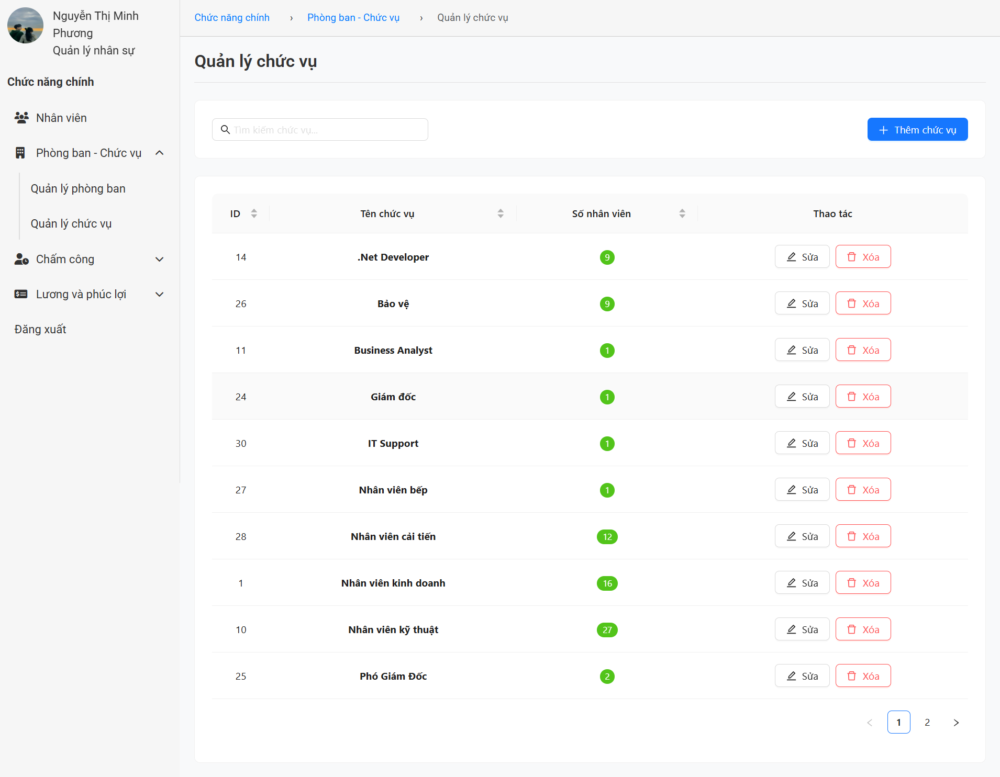 Nguyễn Thị Minh
Phương
Quản lý nhân sự
Chức năng chính
Nhân viên
Phòng ban - Chức vụ
Quản lý phòng ban
Quản lý chức vụ
Chấm công
Lương và phúc lợi
Đăng xuất
Chức năng chính › Phòng ban - Chức vụ › Quản lý chức vụ
Quản lý chức vụ
Tìm kiếm chức vụ...
Thêm chức vụ
ID Tên chức vụ Số nhân viên Thao tác
14 .Net Developer 9 Sửa Xóa
26 Bảo vệ 9 Sửa Xóa
11 Business Analyst 1 Sửa Xóa
24 Giám đốc 1 Sửa Xóa
30 IT Support 1 Sửa Xóa
27 Nhân viên bếp 1 Sửa Xóa
28 Nhân viên cải tiến 12 Sửa Xóa
1 Nhân viên kinh doanh 16 Sửa Xóa
10 Nhân viên kỹ thuật 27 Sửa Xóa
25 Phó Giám Đốc 2 Sửa Xóa
1 2